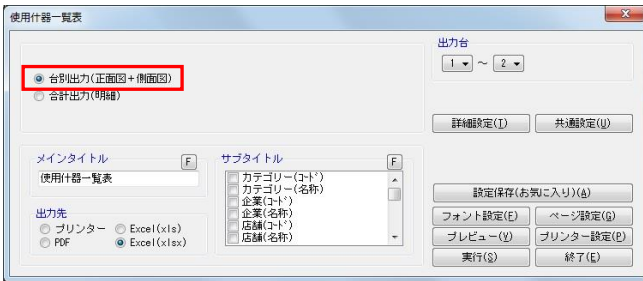 使用什器一覧表
台別出力(正面図+側面図)
合計出力(明細)
出力台
1 ～ 2
詳細設定(I) 共通設定(U)
メインタイトル F
使用什器一覧表
サブタイトル F
カテゴリー(コード)
カテゴリー(名称)
企業(コード)
企業(名称)
店舗(コード)
店舗(名称)
出力先
プリンター Excel(xls)
PDF Excel(xlsx)
設定保存(お気に入り)(A)
フォント設定(F) ページ設定(G)
プレビュー(V) プリンター設定(P)
実行(S) 終了(E)